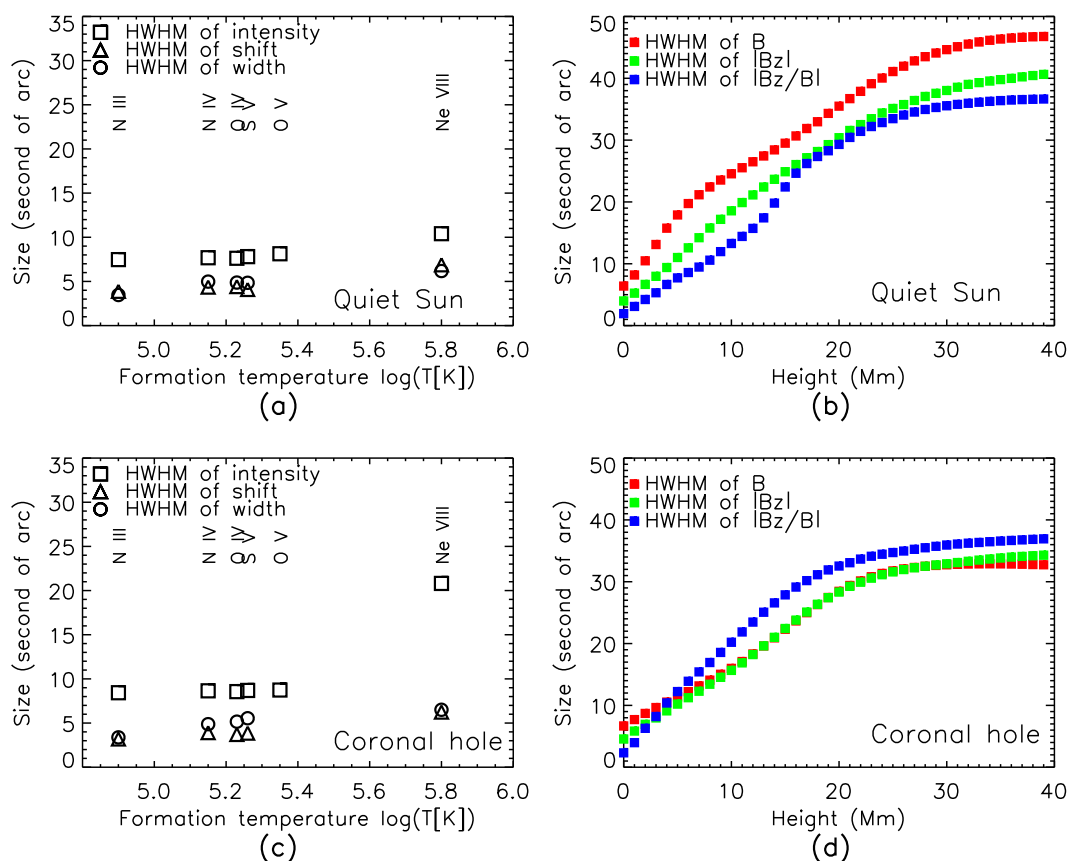 35
30
25
20
15
10
5
0
Size (second of arc)
HWHM of intensity
HWHM of shift
HWHM of width
N III
N IV
O IV
S V
O V
Ne VIII
Quiet Sun
5.0 5.2 5.4 5.6 5.8 6.0
Formation temperature log(T[K])
(a)
50
40
30
20
10
0
Size (second of arc)
HWHM of B
HWHM of |Bz|
HWHM of |Bz/B|
Quiet Sun
0 10 20 30 40
Height (Mm)
(b)
35
30
25
20
15
10
5
0
Size (second of arc)
HWHM of intensity
HWHM of shift
HWHM of width
N III
N IV
O IV
S V
O V
Ne VIII
Coronal hole
5.0 5.2 5.4 5.6 5.8 6.0
Formation temperature log(T[K])
(c)
50
40
30
20
10
0
Size (second of arc)
HWHM of B
HWHM of |Bz|
HWHM of |Bz/B|
Coronal hole
0 10 20 30 40
Height (Mm)
(d)